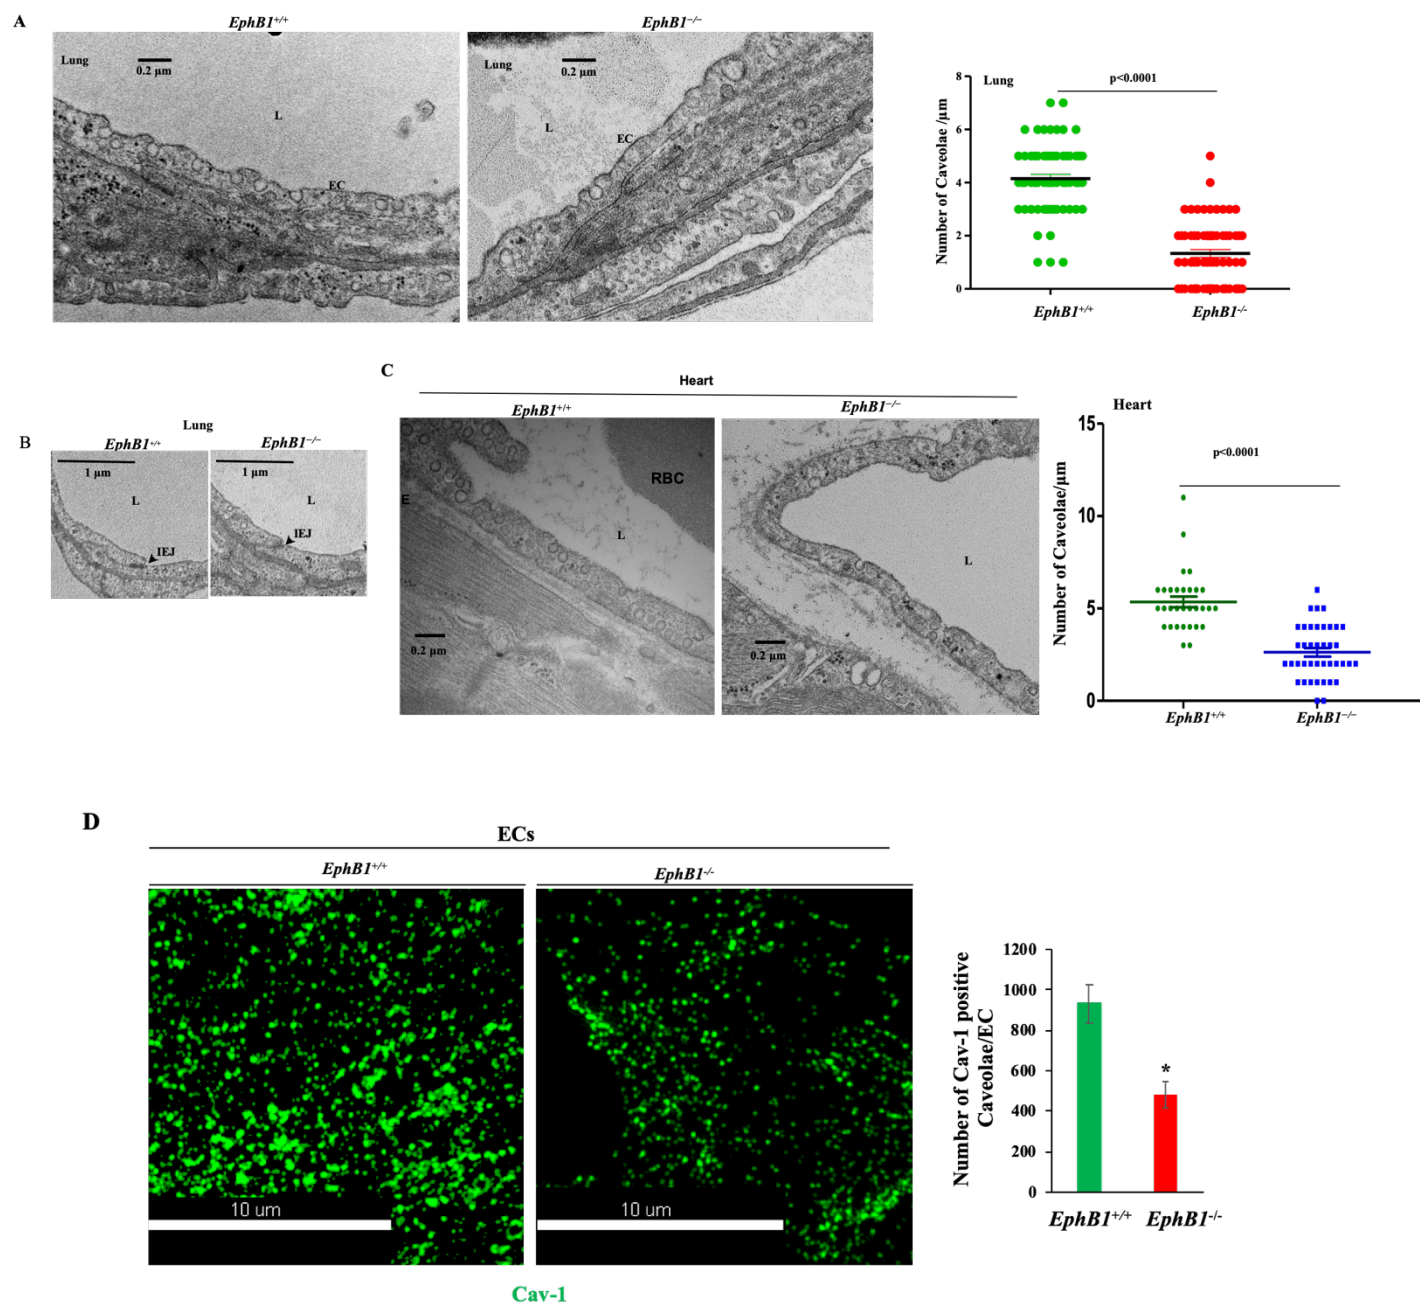 A
EphB1+/+
EphB1−/−
Lung
0.2 µm
L
EC
Lung
0.2 µm
L
EC
Lung
p<0.0001
Number of Caveolae /µm
8
6
4
2
0
EphB1+/+
EphB1-/-
B
Lung
EphB1+/+
EphB1−/−
1 µm
L
IEJ
1 µm
L
IEJ
C
Heart
EphB1+/+
EphB1−/−
RBC
E
L
0.2 µm
L
0.2 µm
Heart
p<0.0001
Number of Caveolae/µm
15
10
5
0
EphB1+/+
EphB1−/−
D
ECs
EphB1+/+
EphB1-/-
10 um
10 um
Cav-1
Number of Cav-1 positive
Caveolae/EC
1200
1000
800
600
400
200
0
*
EphB1+/+
EphB1-/-